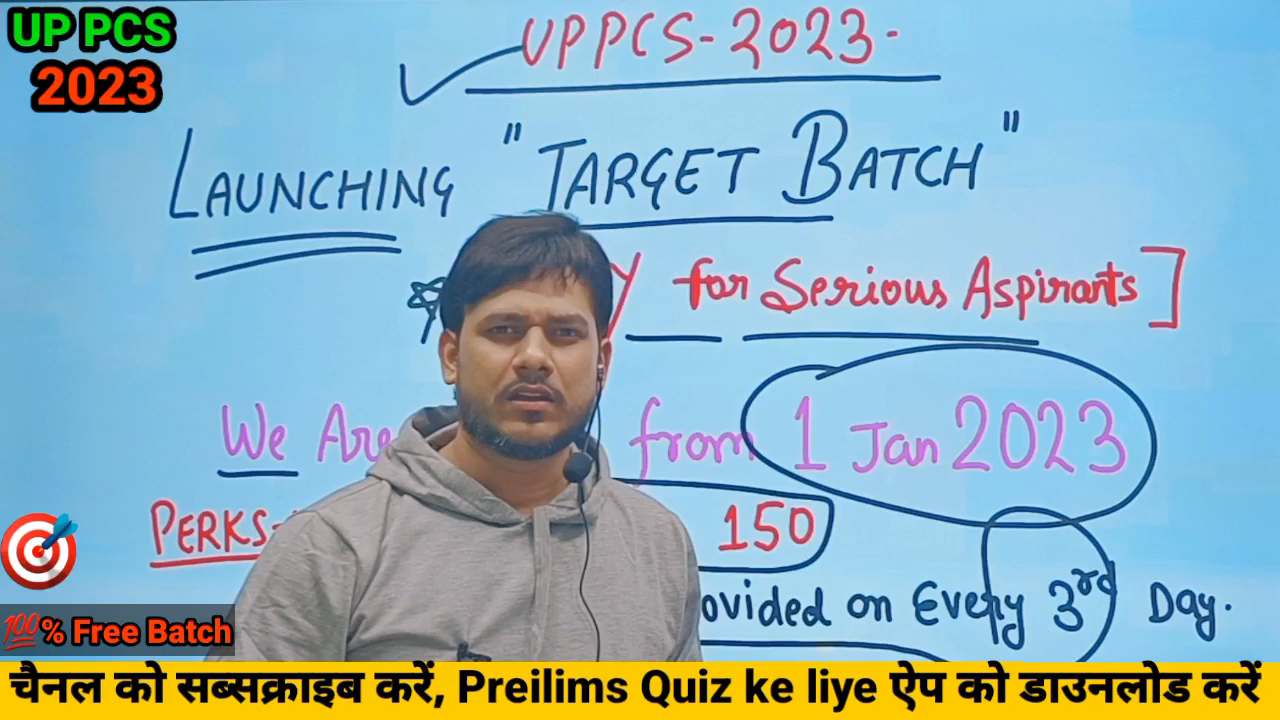 UP PCS
2023
UPPCS-2023-
LAUNCHING "TARGET BATCH"
for Serious Aspirants ]
We Are from 1 Jan 2023
PERKS- 150
on Every 3rd Day.
💯% Free Batch
चैनल को सब्सक्राइब करें, Preilims Quiz ke liye ऐप को डाउनलोड करें